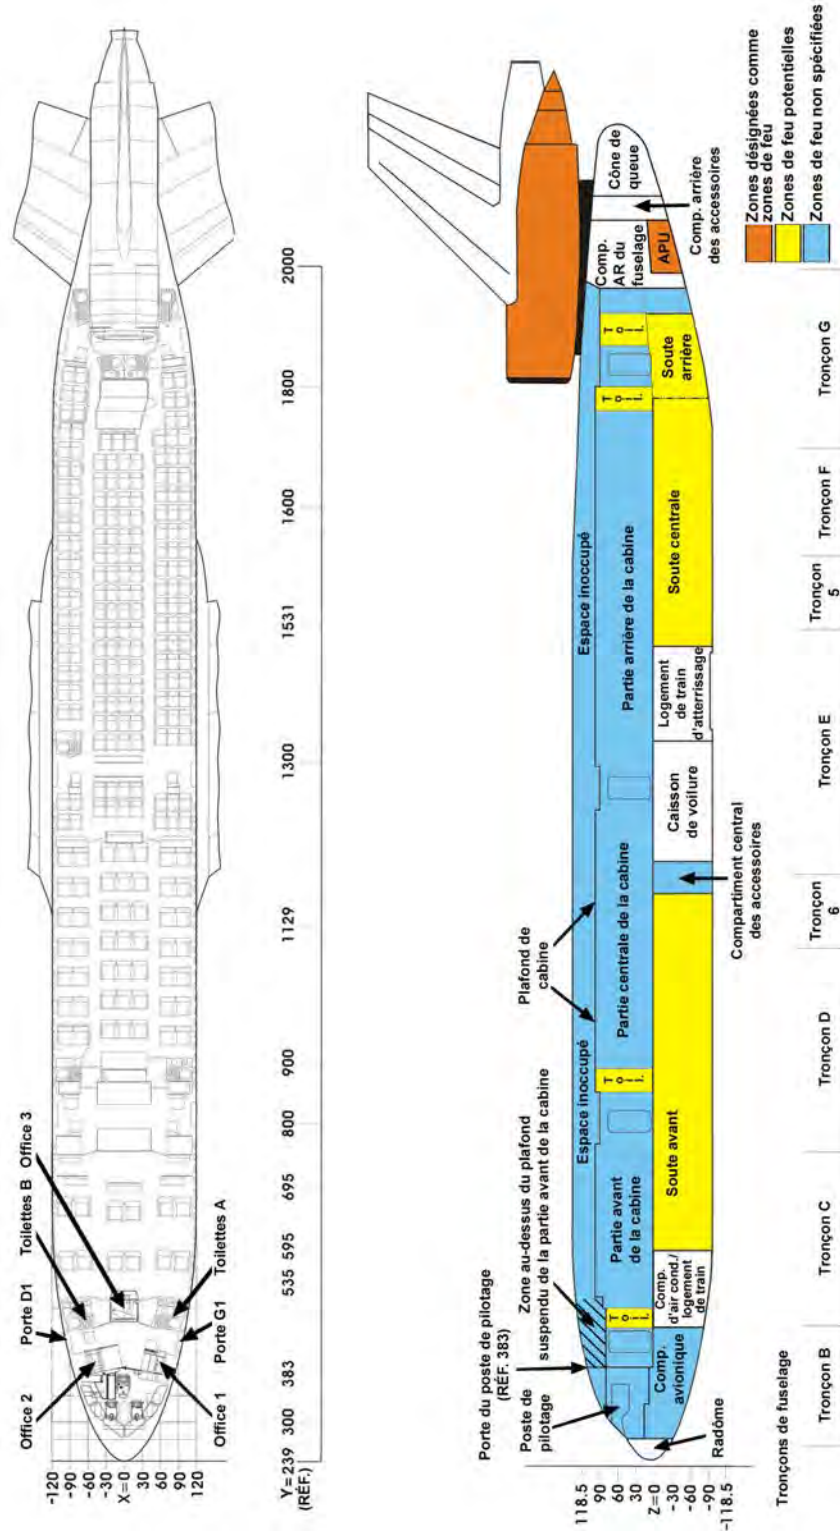 Porte D1
Toilettes B
Office 3
Office 2
Office 1
Porte G1
Toilettes A
-120
-90
-60
-30
X=0
30
60
90
120
Y=239
(RÉF.)
300
383
535
595
695
800
900
1129
1300
1531
1600
1800
2000
Porte du poste de pilotage
(RÉF. 383)
Zone au-dessus du plafond
suspendu de la partie avant de la cabine
Plafond de
cabine
Poste de
pilotage
Radôme
118.5
90
60
30
Z=0
-30
-60
-90
-118.5
Espace inoccupé
Espace inoccupé
Partie avant
de la cabine
Partie centrale de la cabine
Partie arrière de la cabine
Toil.
Toil.
Toil.
Toil.
Comp.
avionique
Comp.
d'air cond./
logement
de train
Soute avant
Compartiment central
des accessoires
Caisson
de voilure
Logement
de train
d'atterrissage
Soute centrale
Soute
arrière
Comp.
AR du
fuselage
APU
Cône de
queue
Comp. arrière
des accessoires
Zones désignées comme
zones de feu
Zones de feu potentielles
Zones de feu non spécifiées
Tronçons de fuselage
Tronçon B
Tronçon C
Tronçon D
Tronçon
6
Tronçon E
Tronçon
5
Tronçon F
Tronçon G